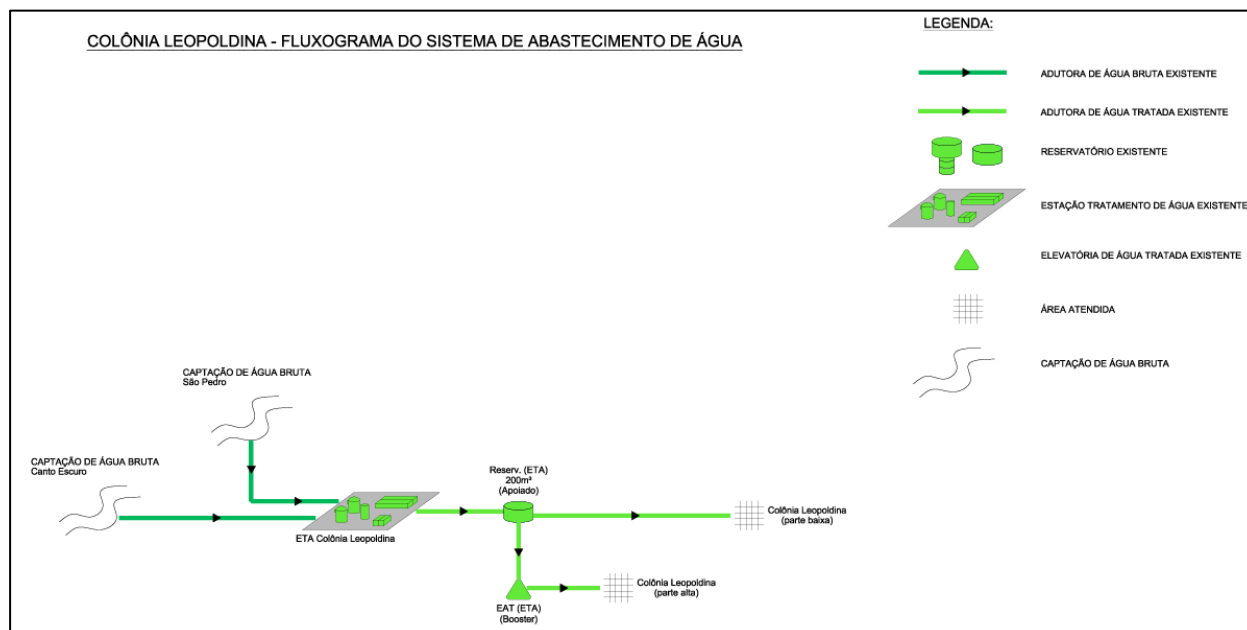 COLÔNIA LEOPOLDINA - FLUXOGRAMA DO SISTEMA DE ABASTECIMENTO DE ÁGUA
LEGENDA:
ADUTORA DE ÁGUA BRUTA EXISTENTE
ADUTORA DE ÁGUA TRATADA EXISTENTE
RESERVATÓRIO EXISTENTE
ESTAÇÃO TRATAMENTO DE ÁGUA EXISTENTE
ELEVATÓRIA DE ÁGUA TRATADA EXISTENTE
ÁREA ATENDIDA
CAPTAÇÃO DE ÁGUA BRUTA
CAPTAÇÃO DE ÁGUA BRUTA
São Pedro
CAPTAÇÃO DE ÁGUA BRUTA
Canto Escuro
ETA Colônia Leopoldina
Reserv. (ETA)
200m³
(Apoiado)
Colônia Leopoldina
(parte baixa)
EAT (ETA)
(Booster)
Colônia Leopoldina
(parte alta)